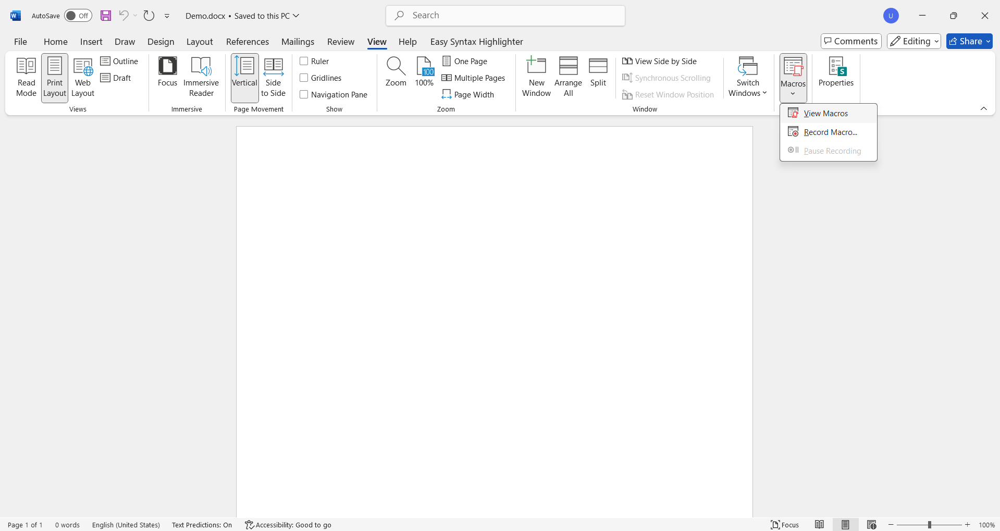 AutoSave Off Demo.docx • Saved to this PC Search U
File Home Insert Draw Design Layout References Mailings Review View Help Easy Syntax Highlighter Comments Editing Share
Read Mode
Print Layout
Web Layout
Outline
Draft
Views
Focus
Immersive Reader
Immersive
Vertical
Side to Side
Page Movement
Ruler
Gridlines
Navigation Pane
Show
Zoom
100
100%
One Page
Multiple Pages
Page Width
Zoom
New Window
Arrange All
Split
View Side by Side
Synchronous Scrolling
Reset Window Position
Switch Windows
Window
Macros
S
Properties
View Macros
Record Macro...
Pause Recording
Page 1 of 1 0 words English (United States) Text Predictions: On Accessibility: Good to go Focus 100%